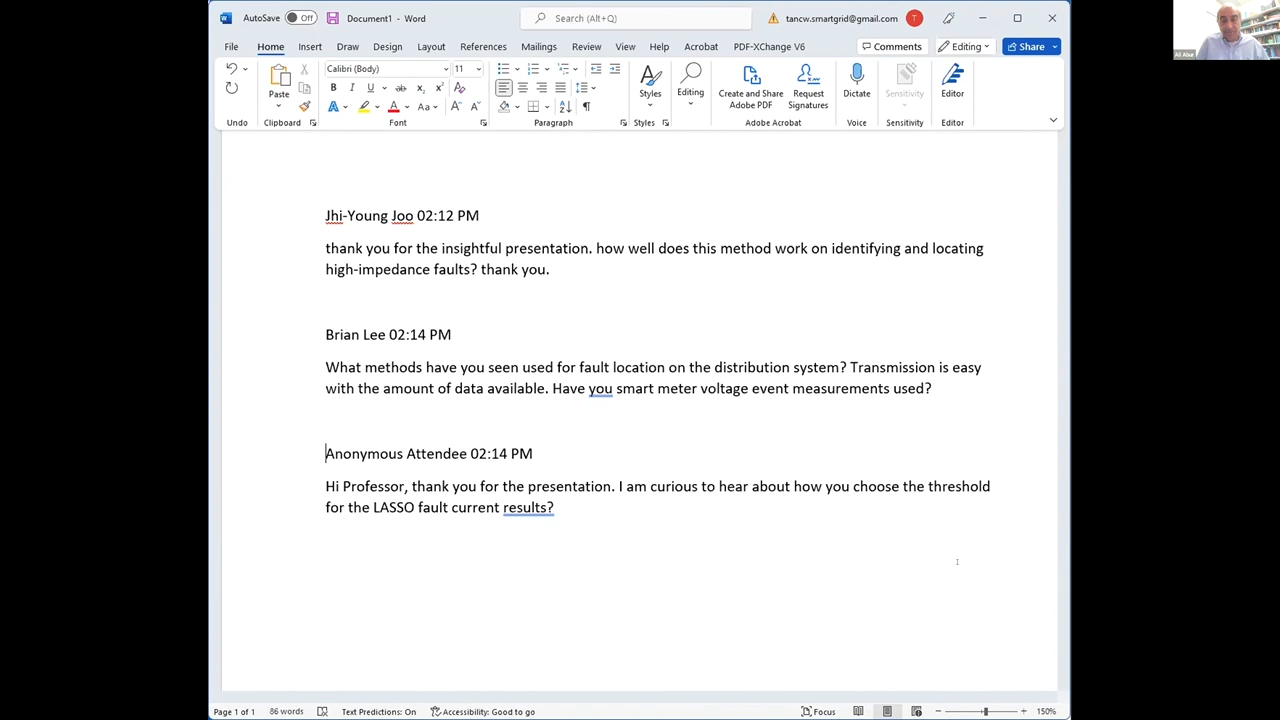 AutoSave Off Document1 - Word Search (Alt+Q) tancw.smartgrid@gmail.com T
File Home Insert Draw Design Layout References Mailings Review View Help Acrobat PDF-XChange V6 Comments Editing Share
Calibri (Body) 11
Paste Styles Editing Create and Share Adobe PDF Request Signatures Dictate Sensitivity Editor
Undo Clipboard Font Paragraph Styles Adobe Acrobat Voice Sensitivity Editor
Ali Abur
Jhi-Young Joo 02:12 PM
thank you for the insightful presentation. how well does this method work on identifying and locating
high-impedance faults? thank you.
Brian Lee 02:14 PM
What methods have you seen used for fault location on the distribution system? Transmission is easy
with the amount of data available. Have you smart meter voltage event measurements used?
Anonymous Attendee 02:14 PM
Hi Professor, thank you for the presentation. I am curious to hear about how you choose the threshold
for the LASSO fault current results?
Page 1 of 1 86 words Text Predictions: On Accessibility: Good to go Focus 150%